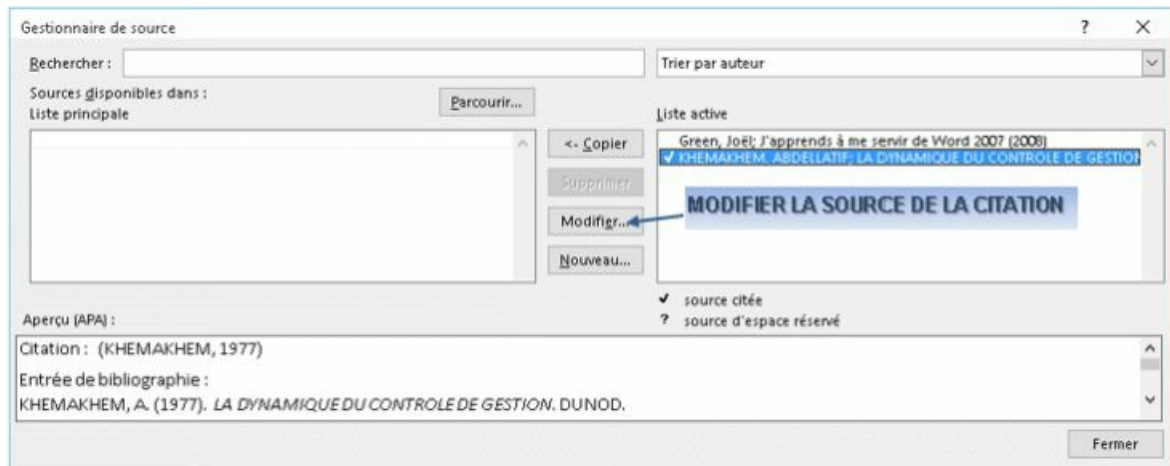 Gestionnaire de source ?
Rechercher : Trier par auteur
Sources disponibles dans :
Liste principale
Parcourir...
Liste active
Green, Joël; J'apprends à me servir de Word 2007 (2008)
✓ KHEMAKHEM, ABDELLATIF; LA DYNAMIQUE DU CONTROLE DE GESTION
<- Copier
Supprimer
Modifier...
Nouveau...
MODIFIER LA SOURCE DE LA CITATION
✓ source citée
? source d'espace réservé
Aperçu (APA) :
Citation : (KHEMAKHEM, 1977)
Entrée de bibliographie :
KHEMAKHEM, A. (1977). LA DYNAMIQUE DU CONTROLE DE GESTION. DUNOD.
Fermer